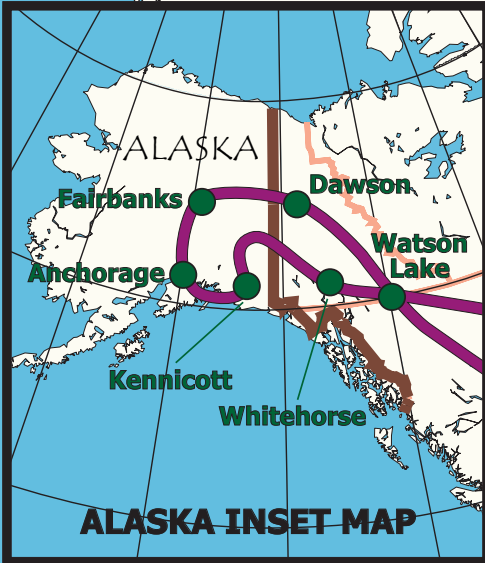 ALASKA
Fairbanks
Dawson
Watson
Lake
Anchorage
Kennicott
Whitehorse
ALASKA INSET MAP